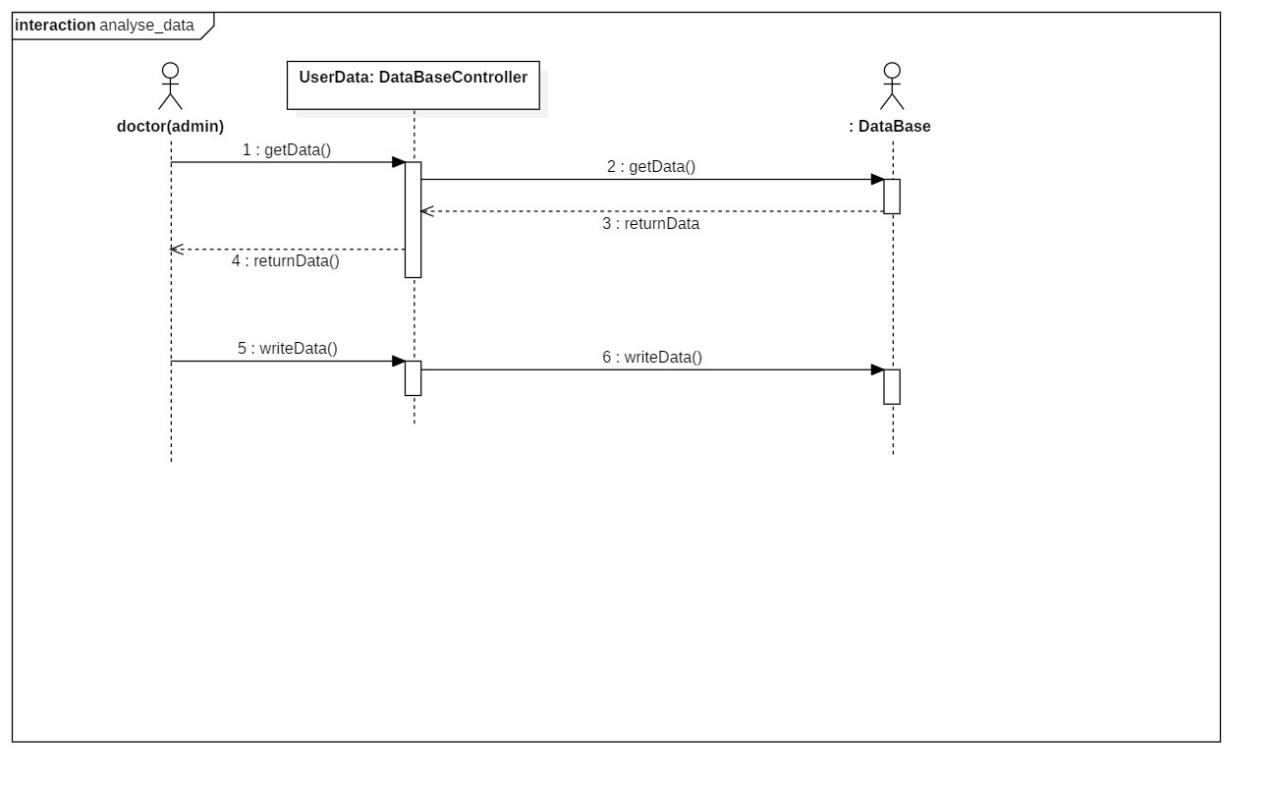 interaction analyse_data
UserData: DataBaseController
doctor(admin)
: DataBase
1 : getData()
2 : getData()
3 : returnData
4 : returnData()
5 : writeData()
6 : writeData()